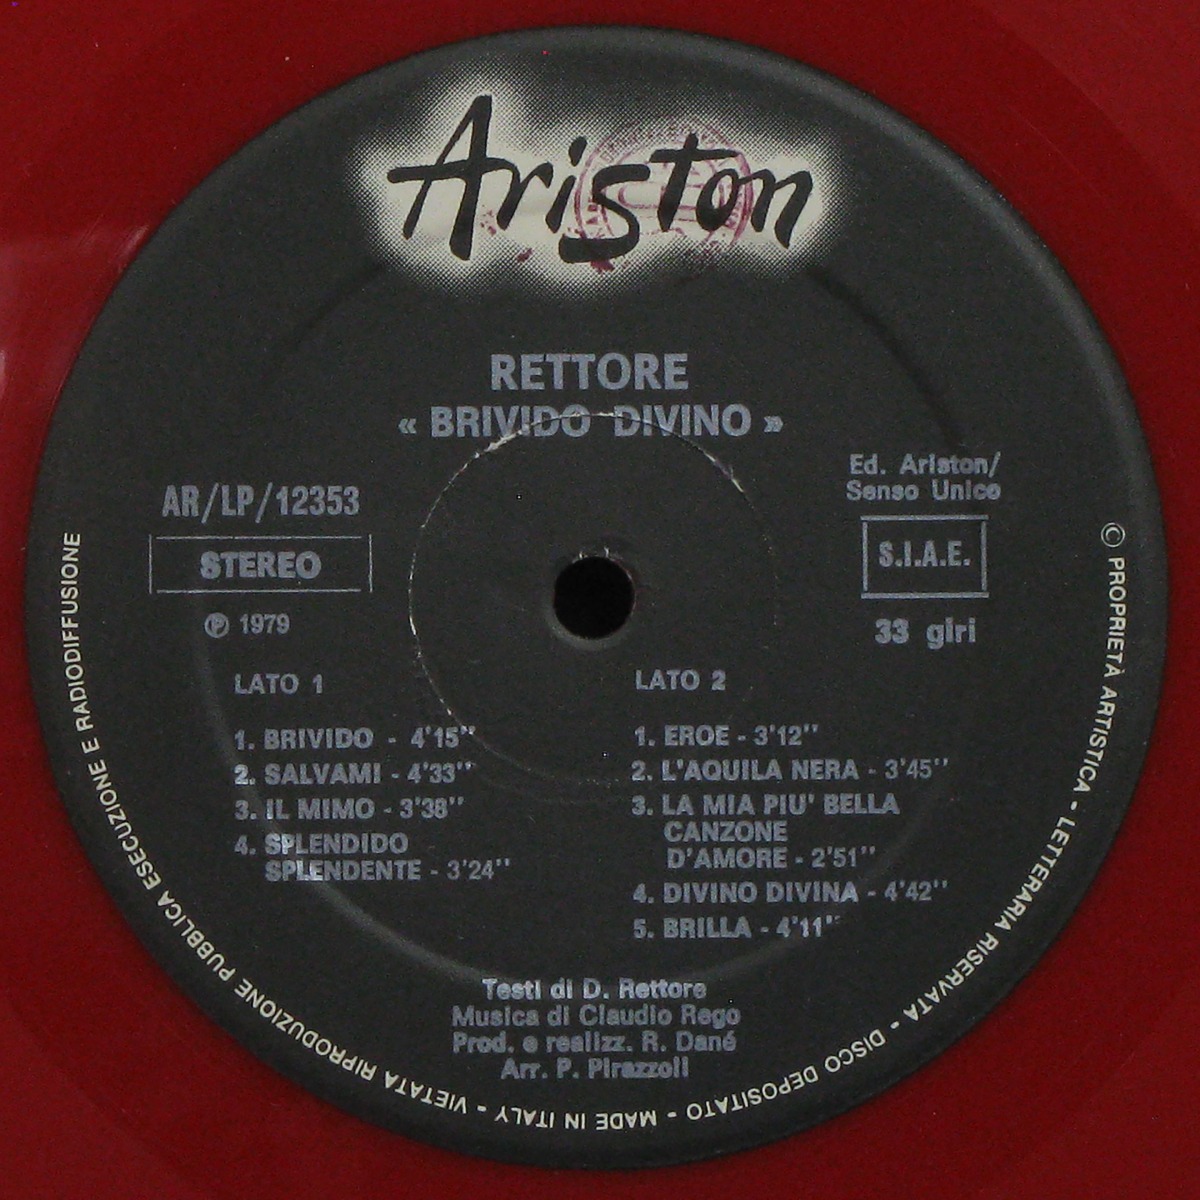 Ariston
RETTORE
« BRIVIDO DIVINO »
AR/LP/12353
STEREO
℗ 1979
Ed. Ariston/
Senso Unico
S.I.A.E.
33 giri
LATO 1
1. BRIVIDO - 4'15''
2. SALVAMI - 4'33''
3. IL MIMO - 3'38''
4. SPLENDIDO
SPLENDENTE - 3'24''
LATO 2
1. EROE - 3'12''
2. L'AQUILA NERA - 3'45''
3. LA MIA PIU' BELLA
CANZONE
D'AMORE - 2'51''
4. DIVINO DIVINA - 4'42''
5. BRILLA - 4'11''
Testi di D. Rettore
Musica di Claudio Rego
Prod. e realizz. R. Dané
Arr. P. Pirazzoli
© PROPRIETÀ ARTISTICA - LETTERARIA RISERVATA - DISCO DEPOSITATO - MADE IN ITALY - VIETATA RIPRODUZIONE PUBBLICA ESECUZIONE E RADIODIFFUSIONE